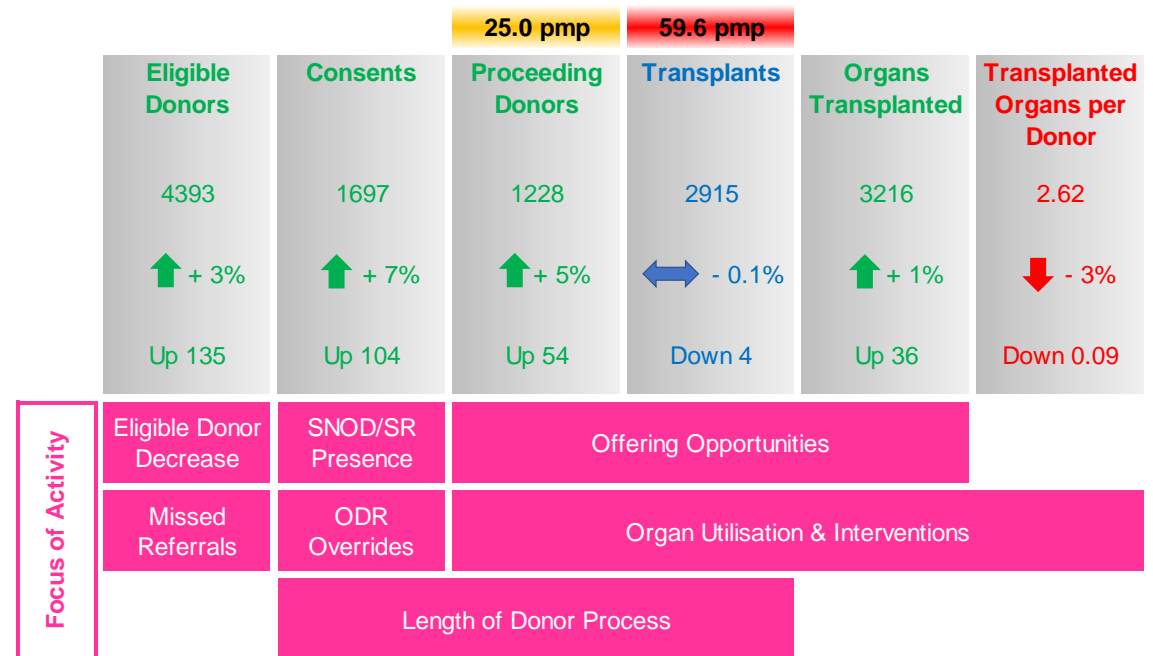 25.0 pmp
59.6 pmp
Eligible
Donors
4393
+ 3%
Up 135
Consents
1697
+ 7%
Up 104
Proceeding
Donors
1228
+ 5%
Up 54
Transplants
2915
- 0.1%
Down 4
Organs
Transplanted
3216
+ 1%
Up 36
Transplanted
Organs per
Donor
2.62
- 3%
Down 0.09
Focus of Activity
Eligible Donor
Decrease
SNOD/SR
Presence
Offering Opportunities
Missed
Referrals
ODR
Overrides
Organ Utilisation & Interventions
Length of Donor Process